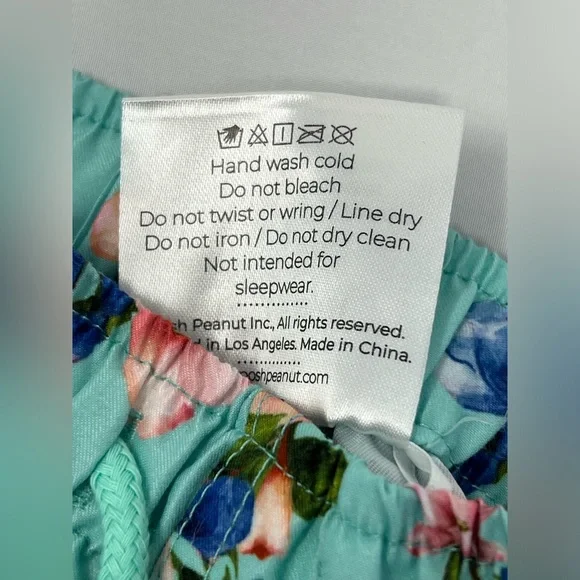 Hand wash cold
Do not bleach
Do not twist or wring / Line dry
Do not iron / Do not dry clean
Not intended for
sleepwear.
Peanut Inc., All rights reserved.
in Los Angeles. Made in China.
oshpeanut.com